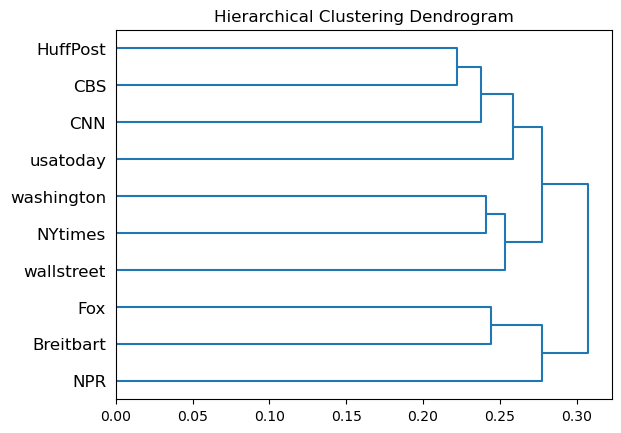 Hierarchical Clustering Dendrogram
HuffPost
CBS
CNN
usatoday
washington
NYtimes
wallstreet
Fox
Breitbart
NPR
0.00 0.05 0.10 0.15 0.20 0.25 0.30